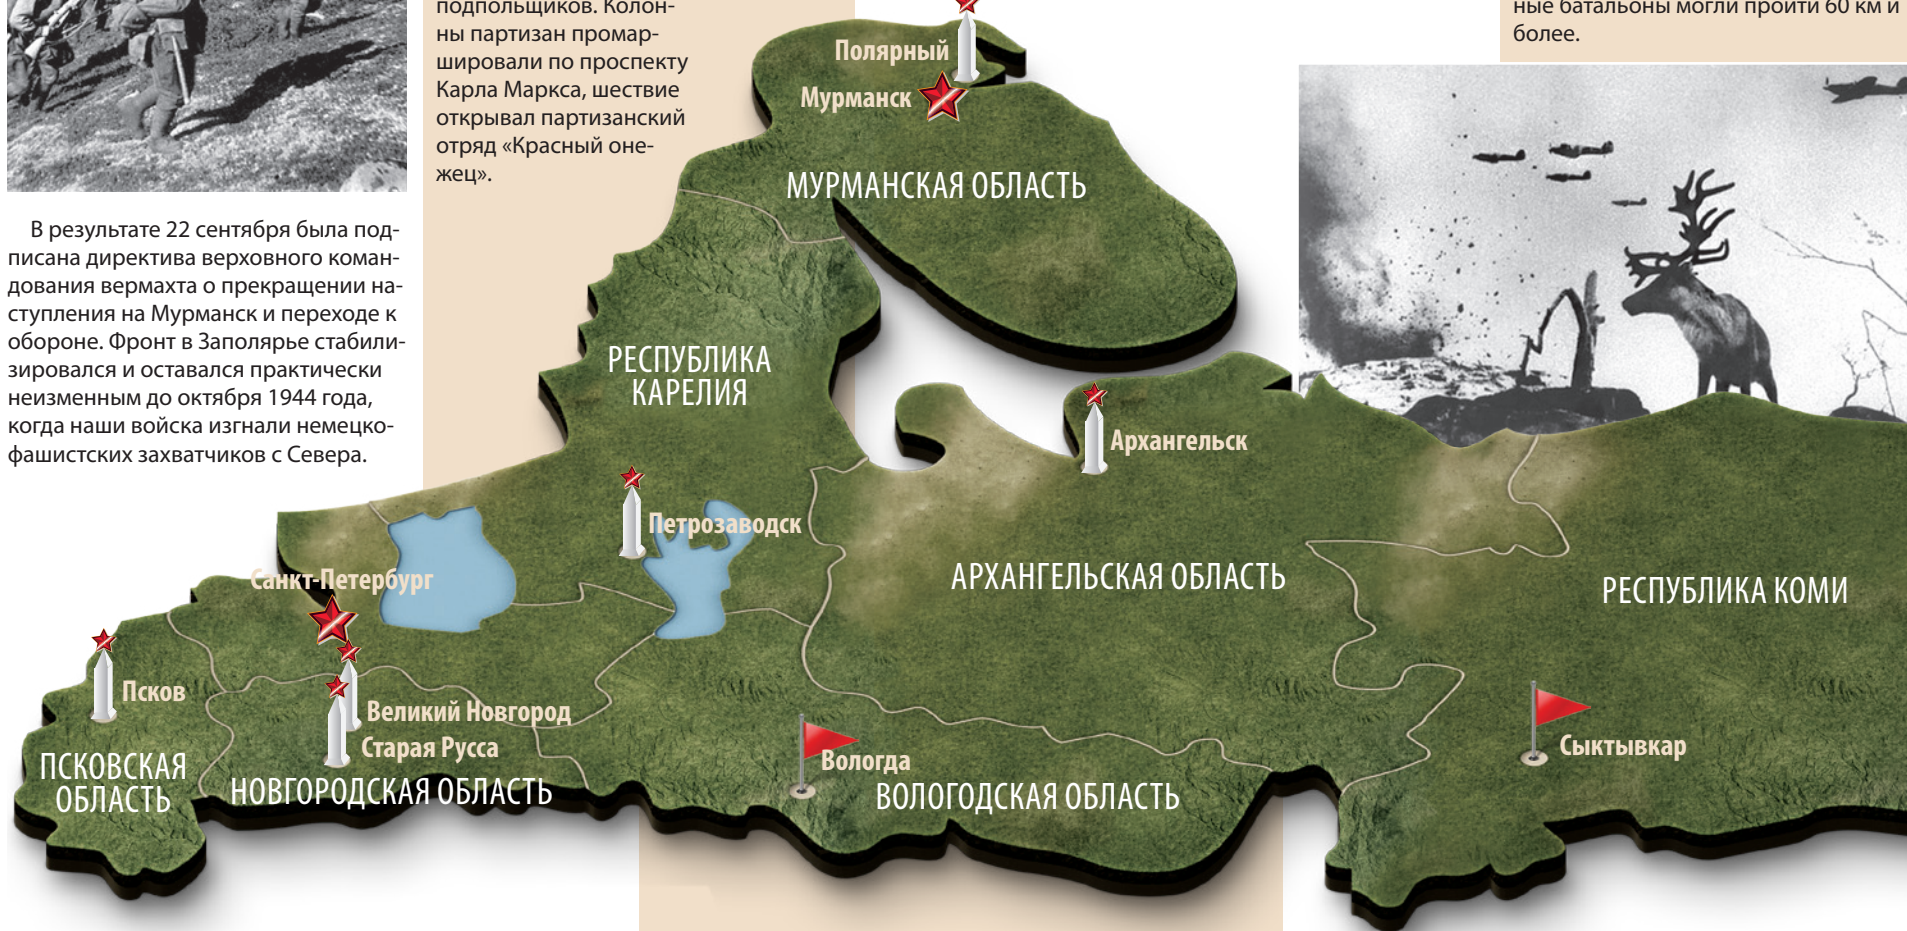 подпольщиков. Колон-
ны партизан промар-
шировали по проспекту
Карла Маркса, шествие
открывал партизанский
отряд «Красный оне-
жец».
ные батальоны могли пройти 60 км и
более.
В результате 22 сентября была под-
писана директива верховного коман-
дования вермахта о прекращении на-
ступления на Мурманск и переходе к
обороне. Фронт в Заполярье стабили-
зировался и оставался практически
неизменным до октября 1944 года,
когда наши войска изгнали немецко-
фашистских захватчиков с Севера.
Полярный
Мурманск
МУРМАНСКАЯ ОБЛАСТЬ
РЕСПУБЛИКА
КАРЕЛИЯ
Архангельск
Петрозаводск
Санкт-Петербург
АРХАНГЕЛЬСКАЯ ОБЛАСТЬ
РЕСПУБЛИКА КОМИ
Псков
Великий Новгород
Старая Русса
Вологда
Сыктывкар
ПСКОВСКАЯ
ОБЛАСТЬ
НОВГОРОДСКАЯ ОБЛАСТЬ
ВОЛОГОДСКАЯ ОБЛАСТЬ